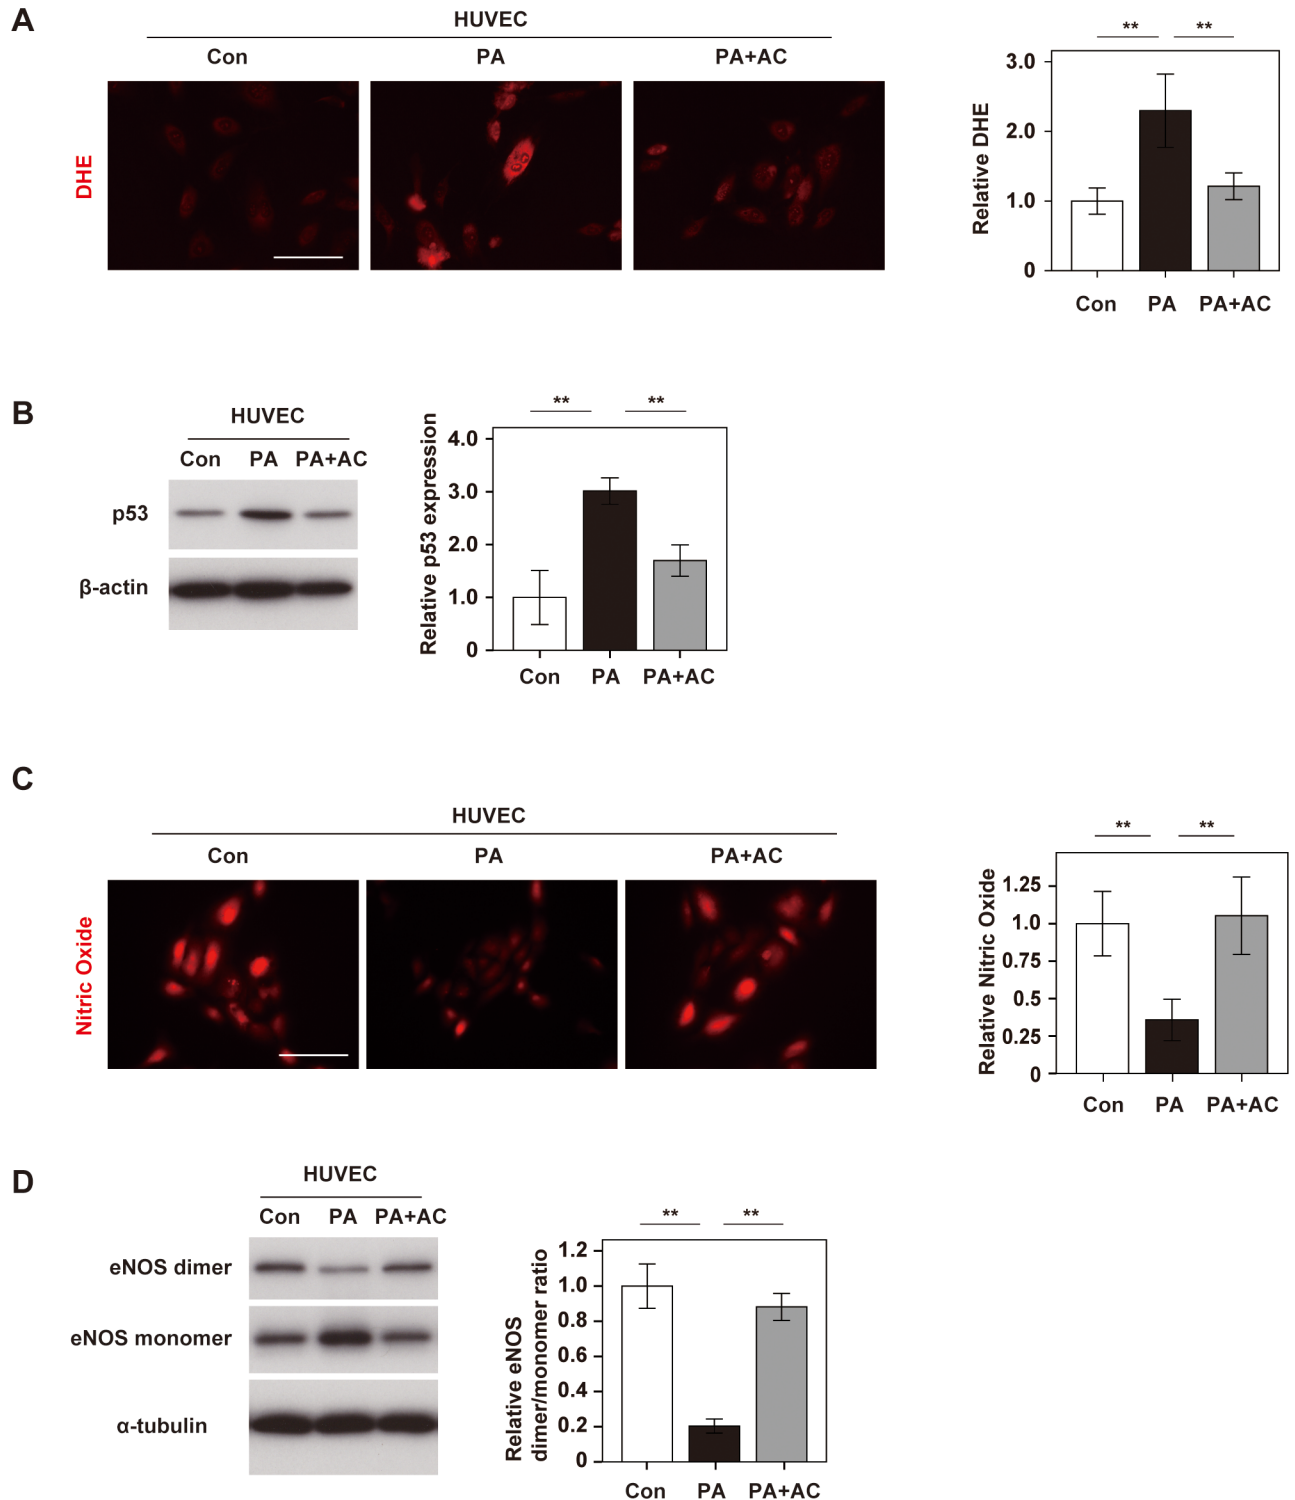 A
HUVEC
Con PA PA+AC
DHE
** **
Relative DHE
3.0
2.0
1.0
0
Con PA PA+AC
B
HUVEC
Con PA PA+AC
p53
β-actin
** **
Relative p53 expression
4.0
3.0
2.0
1.0
0
Con PA PA+AC
C
HUVEC
Con PA PA+AC
Nitric Oxide
** **
Relative Nitric Oxide
1.25
1.0
0.75
0.5
0.25
0
Con PA PA+AC
D
HUVEC
Con PA PA+AC
eNOS dimer
eNOS monomer
α-tubulin
** **
Relative eNOS
dimer/monomer ratio
1.2
1.0
0.8
0.6
0.4
0.2
0
Con PA PA+AC